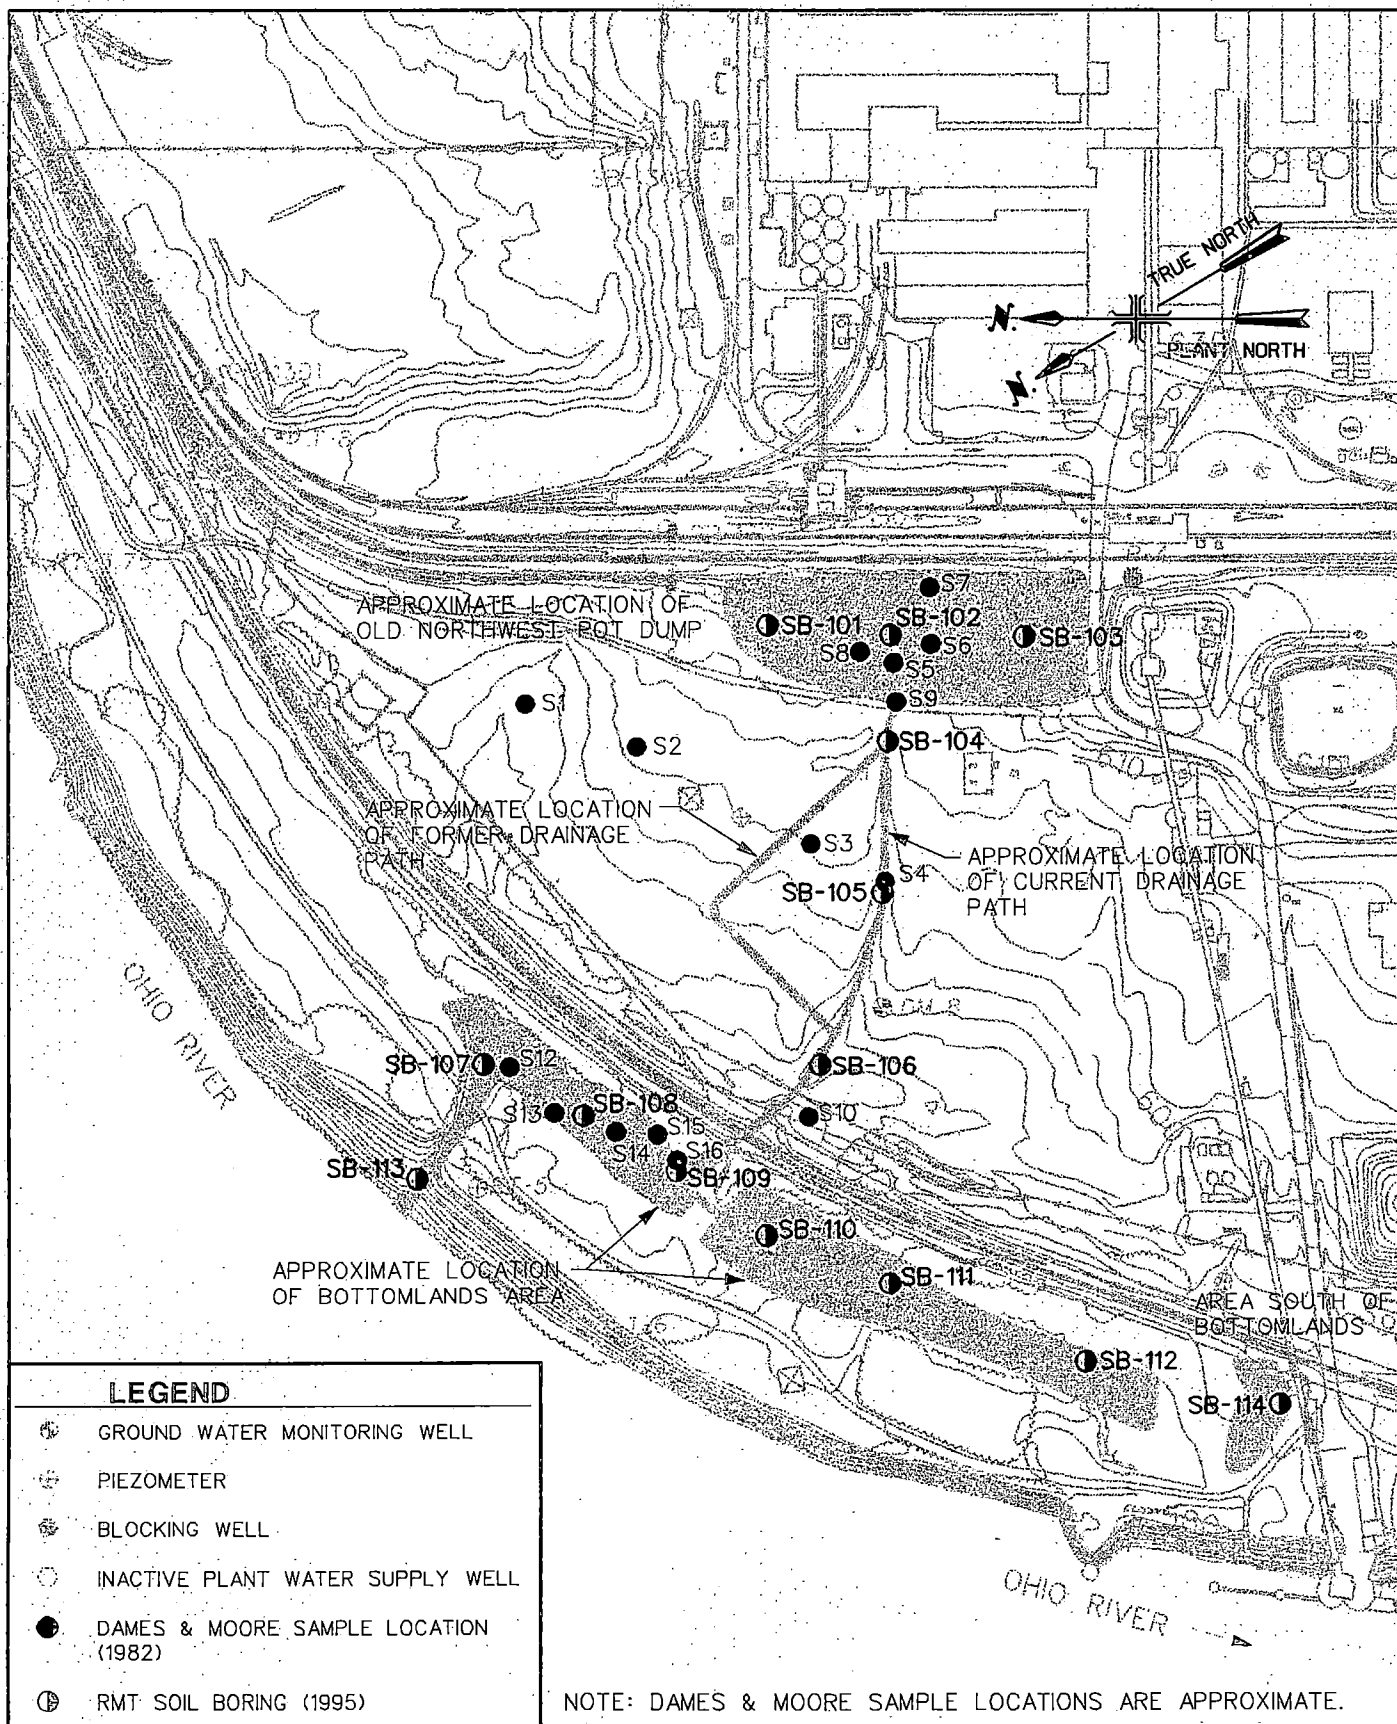 TRUE NORTH
N.
PLANT NORTH
N.
APPROXIMATE LOCATION OF
OLD NORTHWEST POT DUMP
S7
SB-101
SB-102
SB-103
S8
S6
S5
S9
S1
S2
SB-104
APPROXIMATE LOCATION
OF FORMER DRAINAGE
PATH
S3
APPROXIMATE LOCATION
OF CURRENT DRAINAGE
PATH
S4
SB-105
OHIO RIVER
SB-107
S12
SB-106
S13
SB-108
S10
S14
S15
S16
SB-109
SB-113
SB-110
APPROXIMATE LOCATION
OF BOTTOMLANDS AREA
SB-111
AREA SOUTH OF
BOTTOMLANDS
SB-112
SB-114
OHIO RIVER
LEGEND
GROUND WATER MONITORING WELL
PIEZOMETER
BLOCKING WELL
INACTIVE PLANT WATER SUPPLY WELL
DAMES & MOORE SAMPLE LOCATION
(1982)
RMT SOIL BORING (1995)
NOTE: DAMES & MOORE SAMPLE LOCATIONS ARE APPROXIMATE.